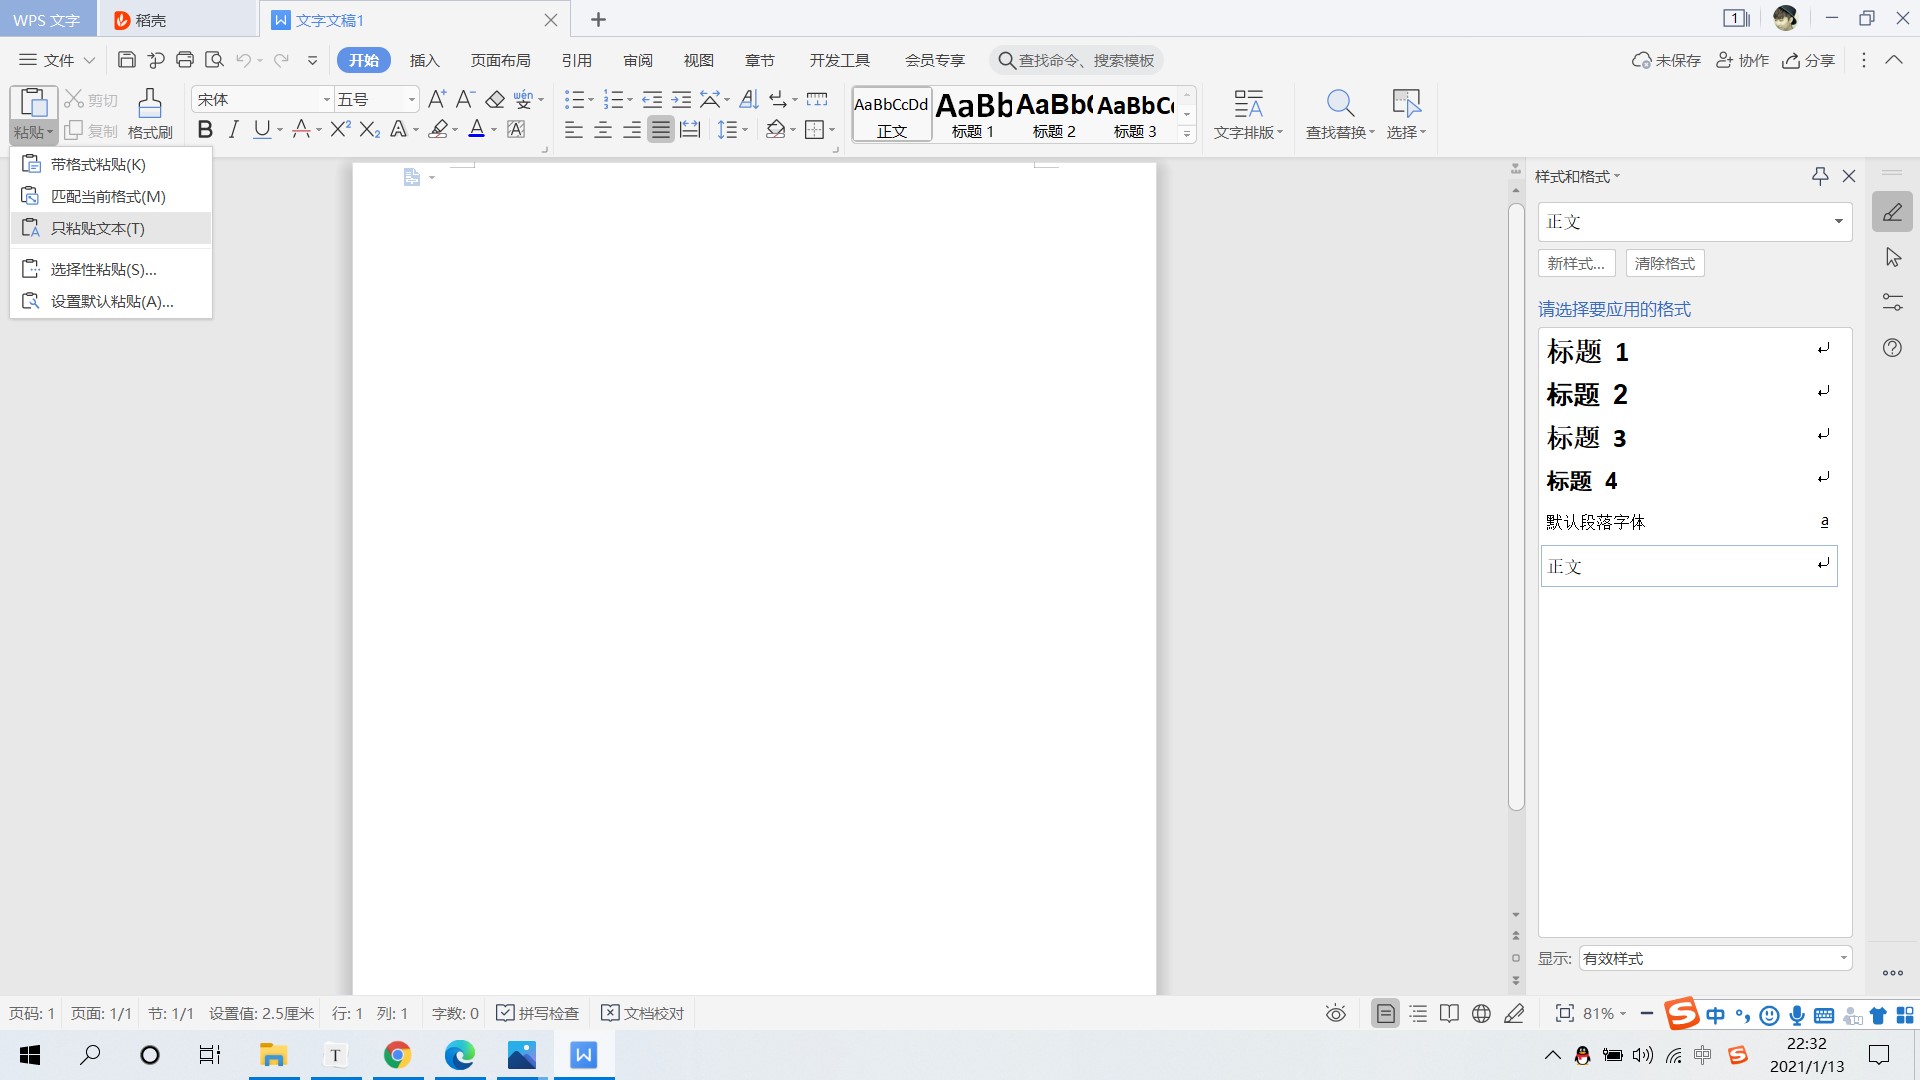 WPS 文字
稻壳
文字文稿1
1
文件
开始
插入
页面布局
引用
审阅
视图
章节
开发工具
会员专享
查找命令、搜索模板
未保存
协作
分享
粘贴
剪切
复制
格式刷
宋体
五号
AaBbCcDd
正文
AaBb
标题 1
AaBb(
标题 2
AaBbC(
标题 3
文字排版
查找替换
选择
带格式粘贴(K)
匹配当前格式(M)
只粘贴文本(T)
选择性粘贴(S)...
设置默认粘贴(A)...
样式和格式
正文
新样式...
清除格式
请选择要应用的格式
标题 1
标题 2
标题 3
标题 4
默认段落字体 a
正文
显示: 有效样式
页码: 1
页面: 1/1
节: 1/1
设置值: 2.5厘米
行: 1
列: 1
字数: 0
拼写检查
文档校对
81%
中
22:32
2021/1/13